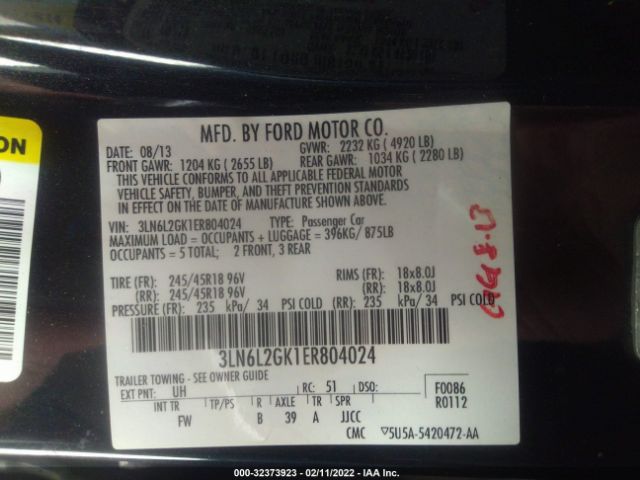 ON
MFD. BY FORD MOTOR CO.
DATE: 08/13 GVWR: 2232 KG ( 4920 LB)
FRONT GAWR: 1204 KG ( 2655 LB) REAR GAWR: 1034 KG ( 2280 LB)
THIS VEHICLE CONFORMS TO ALL APPLICABLE FEDERAL MOTOR
VEHICLE SAFETY, BUMPER, AND THEFT PREVENTION STANDARDS
IN EFFECT ON THE DATE OF MANUFACTURE SHOWN ABOVE.
VIN: 3LN6L2GK1ER804024 TYPE: Passenger Car
MAXIMUM LOAD = OCCUPANTS + LUGGAGE = 396KG/ 875LB
OCCUPANTS = 5 TOTAL; 2 FRONT, 3 REAR
TIRE (FR): 245/45R18 96V RIMS (FR): 18x8.0J
(RR): 245/45R18 96V (RR): 18x8.0J
PRESSURE (FR): 235 kPa/ 34 PSI COLD (RR): 235 kPa/ 34 PSI COLD
3LN6L2GK1ER804024
TRAILER TOWING - SEE OWNER GUIDE
EXT PNT: UH RC: 51 DSO: F0086
INT TR TP/PS R AXLE TR SPR R0112
FW B 39 A JJCC
CMC ▽5U5A-5420472-AA
8-13
000-32373923 - 02/11/2022 - IAA Inc.